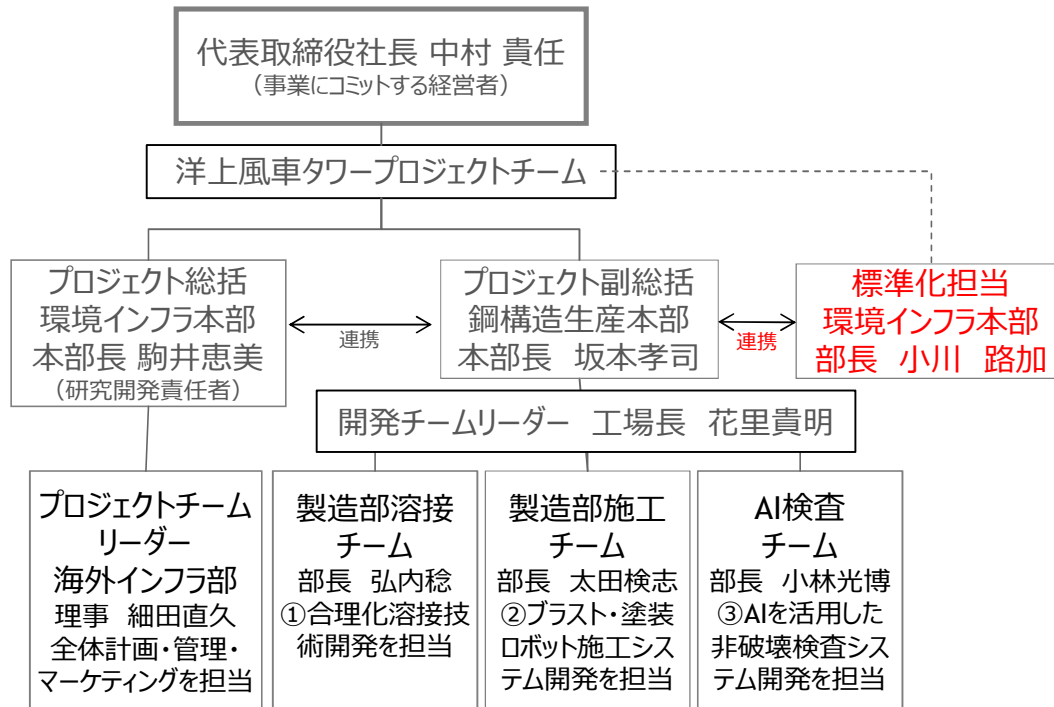 代表取締役社長 中村 貴任
（事業にコミットする経営者）
洋上風車タワープロジェクトチーム
プロジェクト総括
環境インフラ本部
本部長 駒井恵美
（研究開発責任者）
連携
プロジェクト副総括
鋼構造生産本部
本部長 坂本孝司
連携
標準化担当
環境インフラ本部
部長 小川 路加
開発チームリーダー 工場長 花里貴明
プロジェクトチーム
リーダー
海外インフラ部
理事 細田直久
全体計画・管理・
マーケティングを担当
製造部溶接
チーム
部長 弘内稔
①合理化溶接技
術開発を担当
製造部施工
チーム
部長 太田検志
②ブラスト・塗装
ロボット施工シス
テム開発を担当
AI検査
チーム
部長 小林光博
③AIを活用した
非破壊検査シス
テム開発を担当